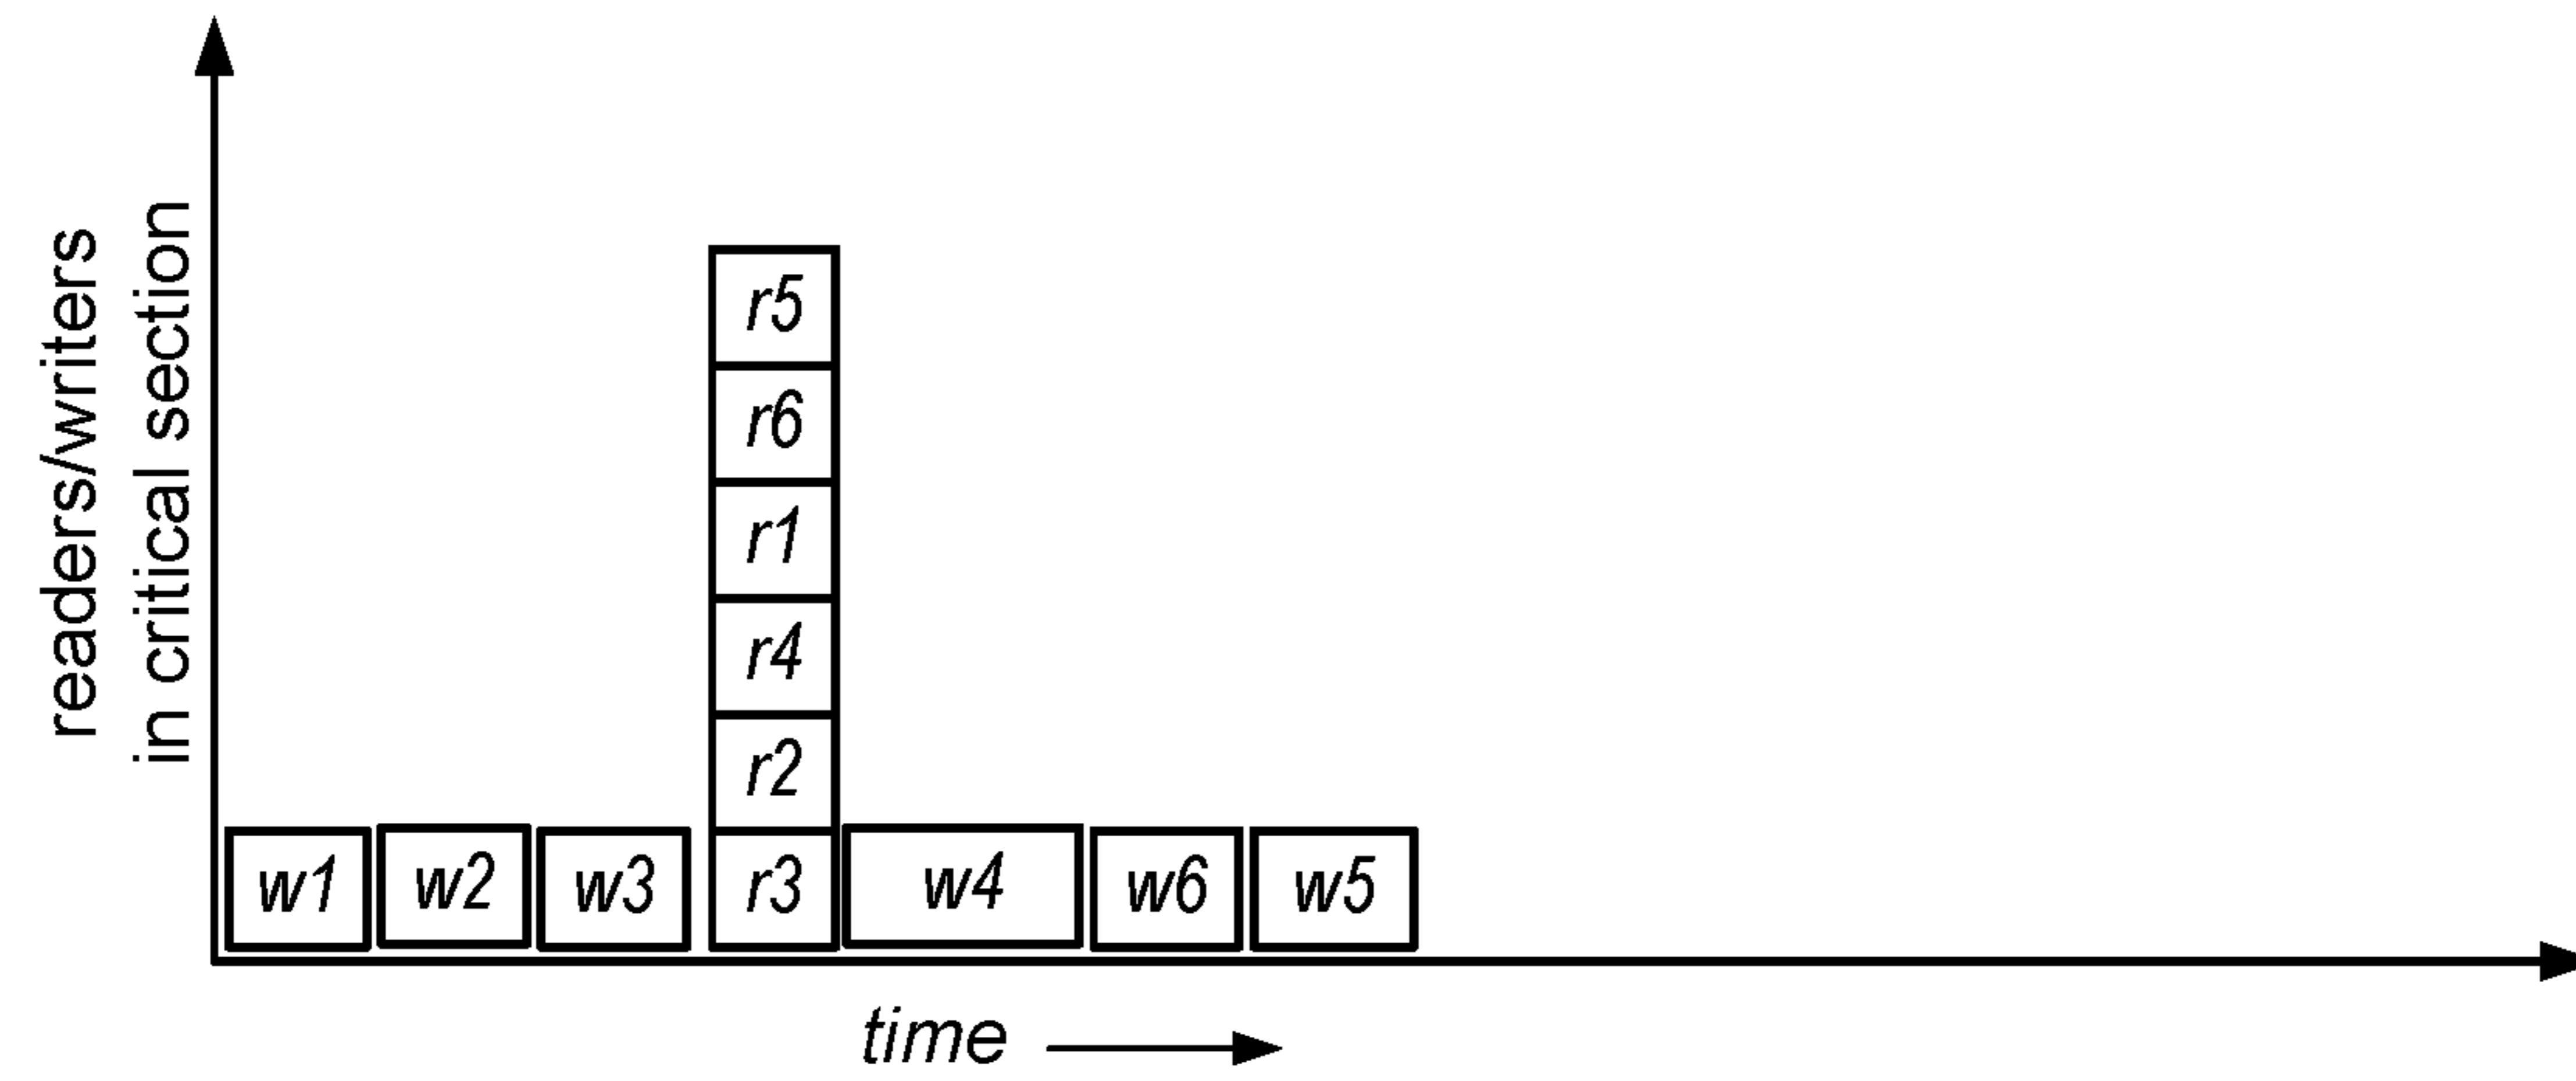 readers/writers
in critical section
r5
r6
r1
r4
r2
w1 w2 w3 r3 w4 w6 w5
time